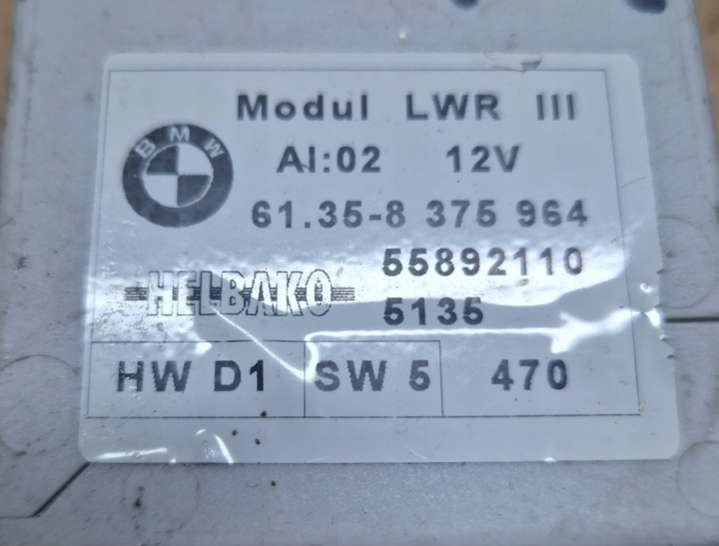 Modul LWR III
BMW
AI:02 12V
61.35-8 375 964
55892110
HELBAKO
5135
HW D1 SW 5 470